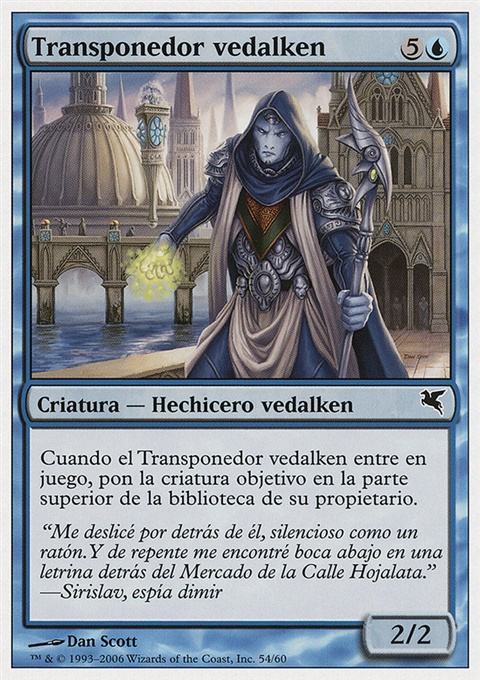 Transponedor vedalken 5
Criatura — Hechicero vedalken
Cuando el Transponedor vedalken entre en
juego, pon la criatura objetivo en la parte
superior de la biblioteca de su propietario.
“Me deslicé por detrás de él, silencioso como un
ratón. Y de repente me encontré boca abajo en una
letrina detrás del Mercado de la Calle Hojalata.”
—Sirislav, espía dimir
2/2
Dan Scott
™ & © 1993–2006 Wizards of the Coast, Inc. 54/60